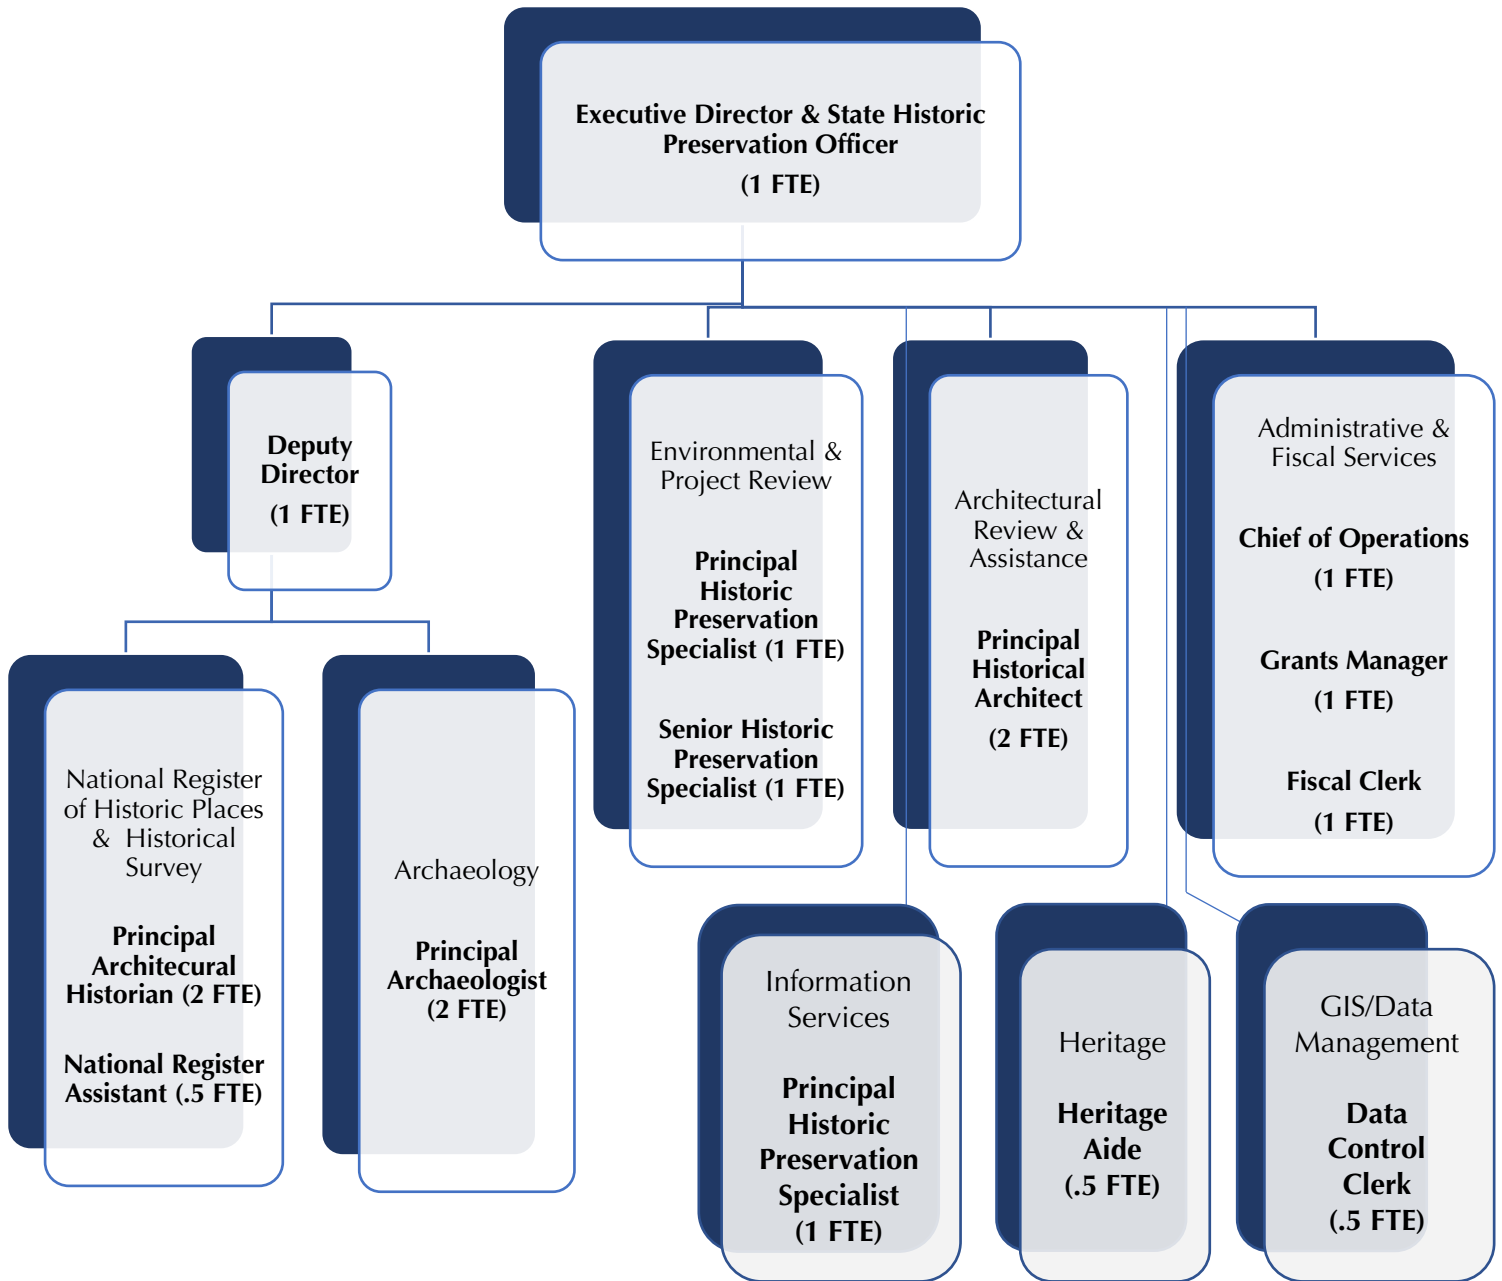 Executive Director & State Historic
Preservation Officer
(1 FTE)
Deputy
Director
(1 FTE)
Environmental &
Project Review
Principal
Historic
Preservation
Specialist (1 FTE)
Senior Historic
Preservation
Specialist (1 FTE)
Architectural
Review &
Assistance
Principal
Historical
Architect
(2 FTE)
Administrative &
Fiscal Services
Chief of Operations
(1 FTE)
Grants Manager
(1 FTE)
Fiscal Clerk
(1 FTE)
National Register
of Historic Places
& Historical
Survey
Principal
Architecural
Historian (2 FTE)
National Register
Assistant (.5 FTE)
Archaeology
Principal
Archaeologist
(2 FTE)
Information
Services
Principal
Historic
Preservation
Specialist
(1 FTE)
Heritage
Heritage
Aide
(.5 FTE)
GIS/Data
Management
Data
Control
Clerk
(.5 FTE)